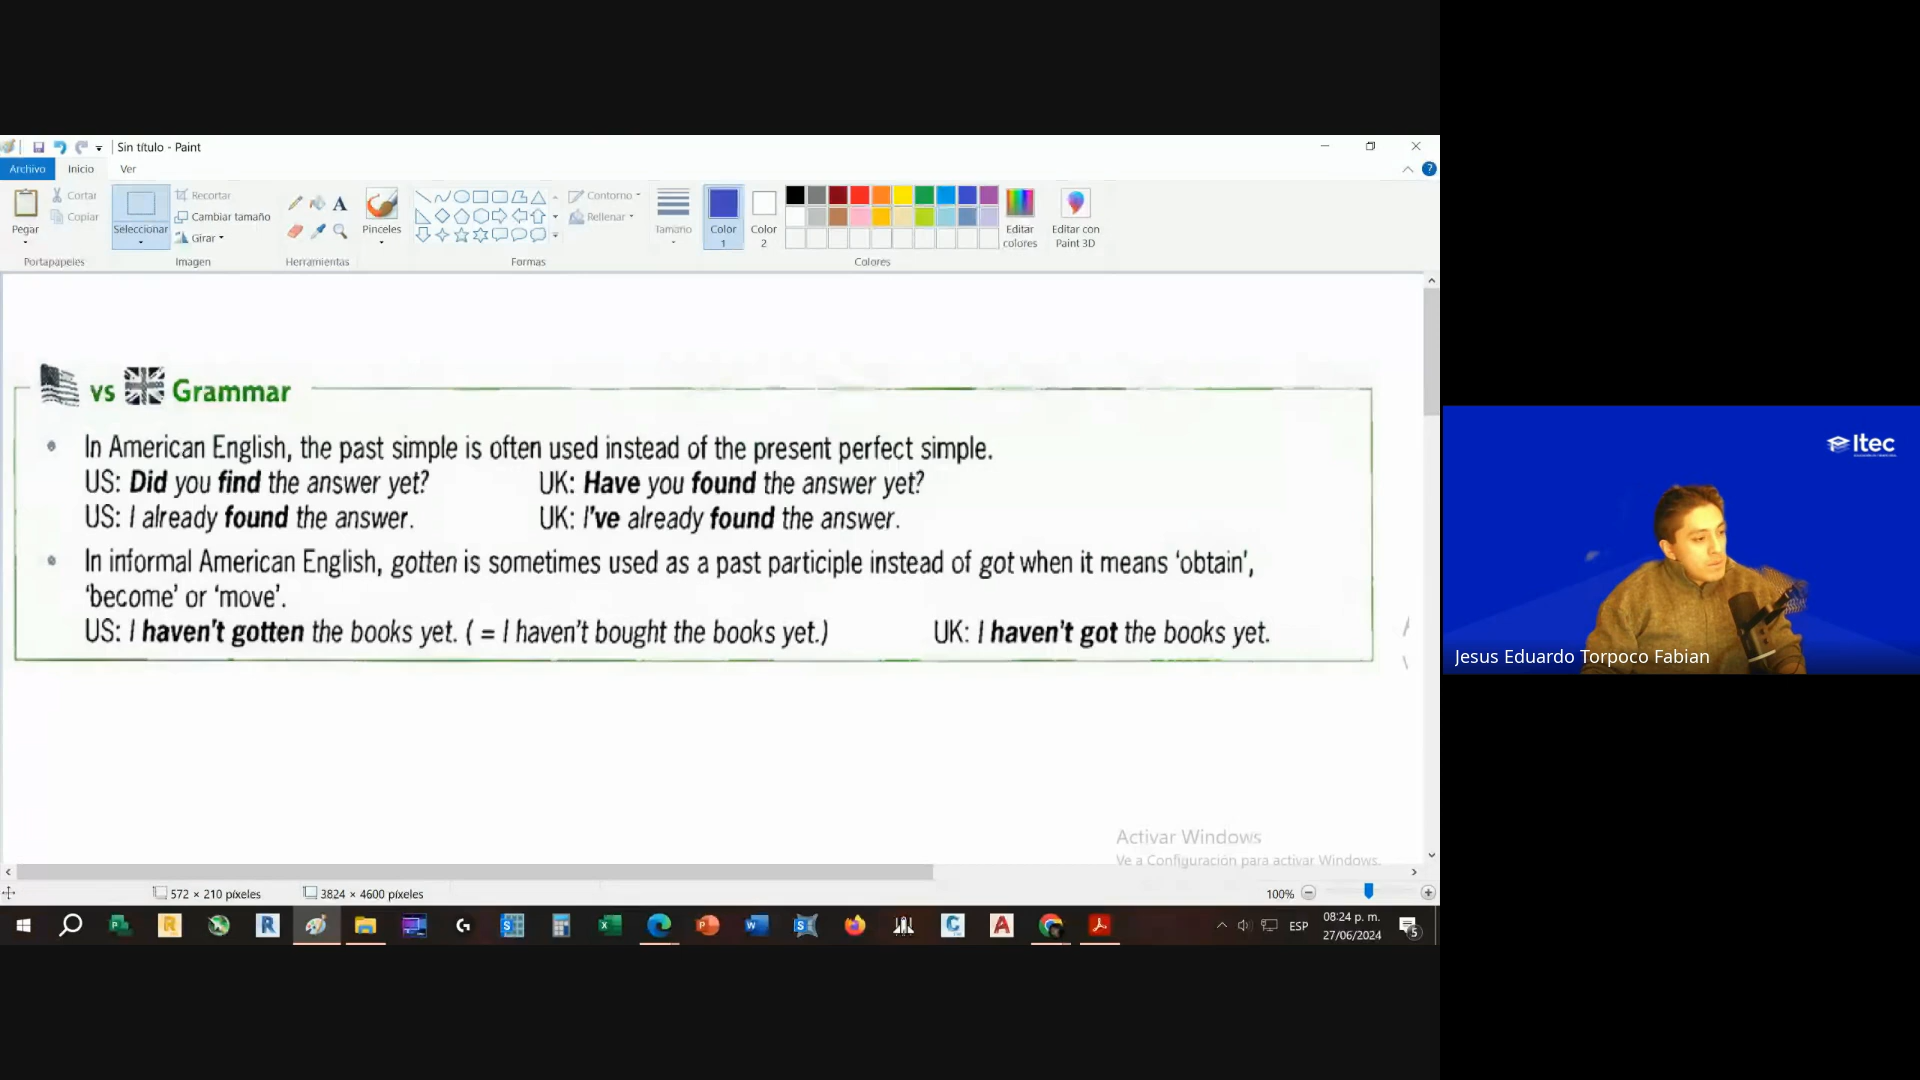 Sin título - Paint
Archivo Inicio Ver
Pegar
Cortar
Copiar
Portapapeles
Seleccionar
Recortar
Cambiar tamaño
Girar
Imagen
A
Herramientas
Pinceles
Contorno
Rellenar
Formas
Tamaño
Color
1
Color
2
Editar
colores
Editar con
Paint 3D
Colores
vs Grammar
• In American English, the past simple is often used instead of the present perfect simple.
US: Did you find the answer yet? UK: Have you found the answer yet?
US: I already found the answer. UK: I've already found the answer.
• In informal American English, gotten is sometimes used as a past participle instead of got when it means ‘obtain’,
‘become’ or ‘move’.
US: I haven't gotten the books yet. ( = I haven't bought the books yet.) UK: I haven't got the books yet.
Activar Windows
Ve a Configuración para activar Windows.
572 × 210 píxeles 3824 × 4600 píxeles 100%
ESP
08:24 p. m.
27/06/2024
5
Itec
Jesus Eduardo Torpoco Fabian